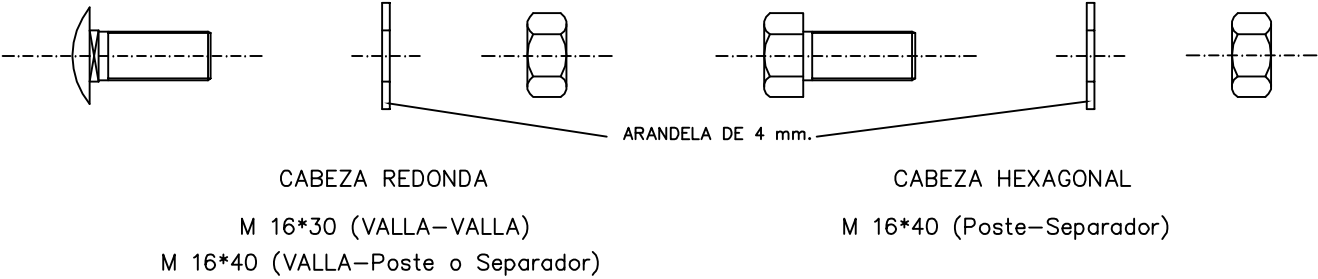 ARANDELA DE 4 mm.
CABEZA REDONDA
M 16*30 (VALLA-VALLA)
M 16*40 (VALLA-Poste o Separador)
CABEZA HEXAGONAL
M 16*40 (Poste-Separador)